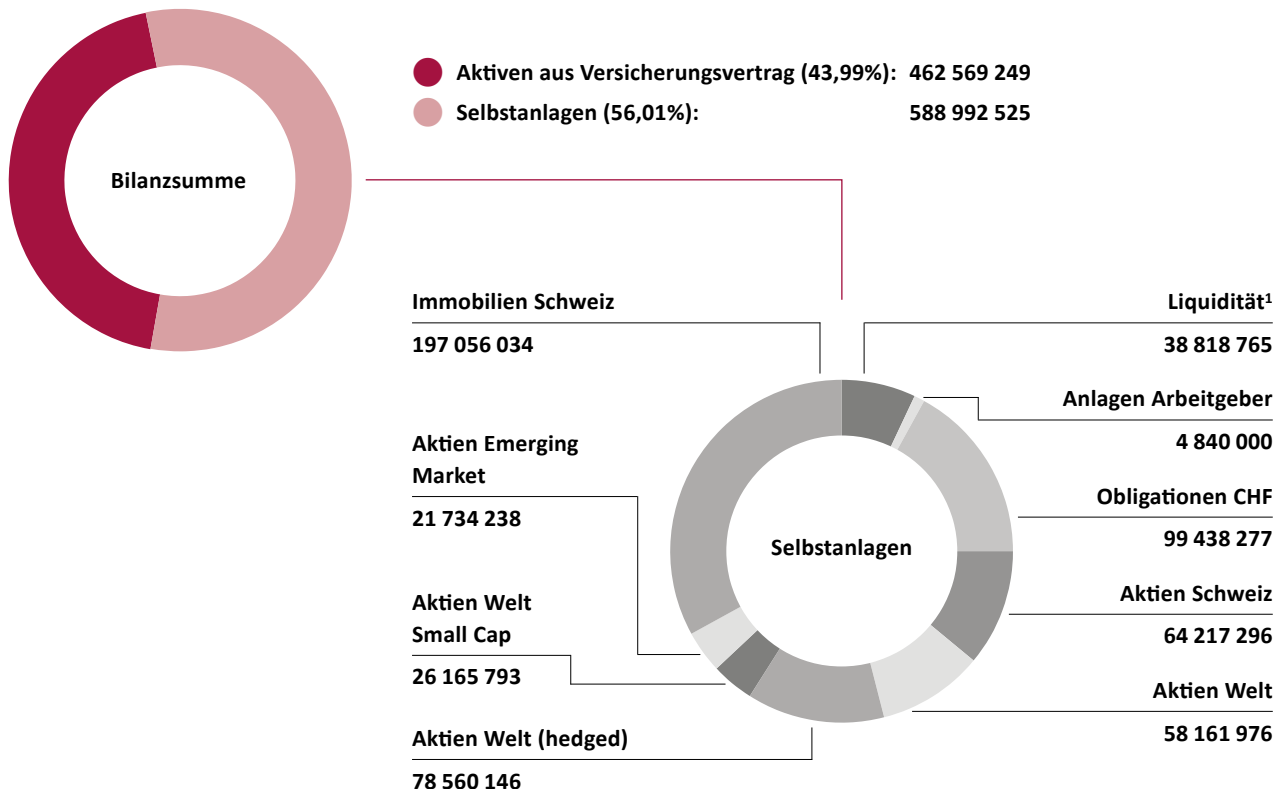 Aktiven aus Versicherungsvertrag (43,99%): 462 569 249
Selbstanlagen (56,01%): 588 992 525
Bilanzsumme
Immobilien Schweiz
197 056 034
Liquidität¹
38 818 765
Anlagen Arbeitgeber
4 840 000
Aktien Emerging
Market
21 734 238
Obligationen CHF
99 438 277
Selbstanlagen
Aktien Schweiz
64 217 296
Aktien Welt
Small Cap
26 165 793
Aktien Welt
58 161 976
Aktien Welt (hedged)
78 560 146